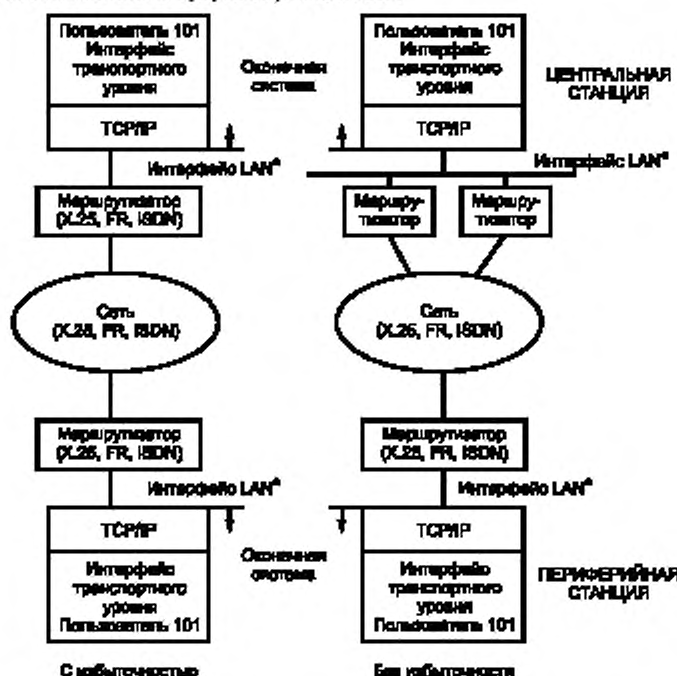 Пользователь 101
Интерфейс
транспортного
уровня
TCP/IP
Оконечная
система
Пользователь 101
Интерфейс
транспортного
уровня
TCP/IP
ЦЕНТРАЛЬНАЯ
СТАНЦИЯ
Интерфейс LAN*
Интерфейс LAN*
Маршрутизатор
(X.25, FR, ISDN)
Маршру-
тизатор
Маршру-
тизатор
Сеть
(X.25, FR, ISDN)
Сеть
(X.25, FR, ISDN)
Маршрутизатор
(X.25, FR, ISDN)
Маршрутизатор
(X.25, FR, ISDN)
Интерфейс LAN*
Интерфейс LAN*
TCP/IP
Интерфейс
транспортного
уровня
Пользователь 101
Оконечная
система
TCP/IP
Интерфейс
транспортного
уровня
Пользователь 101
ПЕРИФЕРИЙНАЯ
СТАНЦИЯ
С избыточностью
Без избыточности